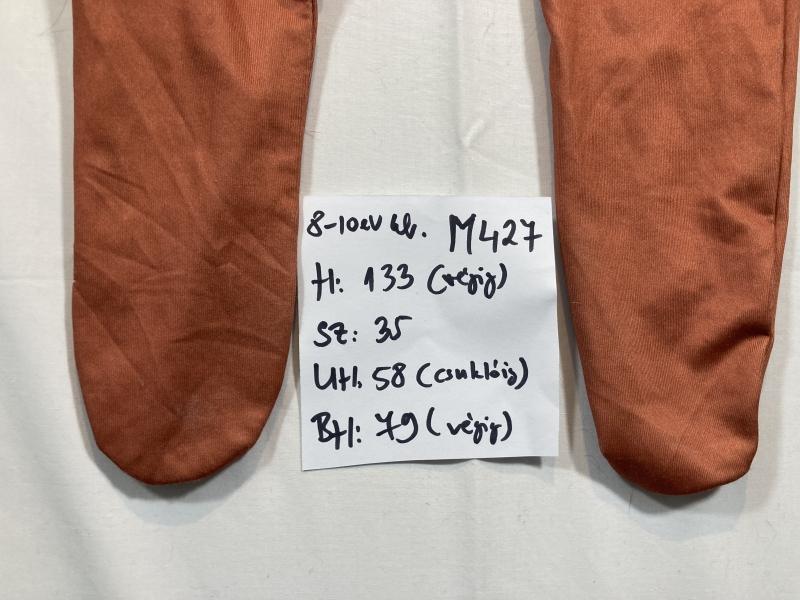 8-10év kb. M427
H: 133 (végig)
SZ: 35
UH. 58 (csuklóig)
BH: 79 (végig)